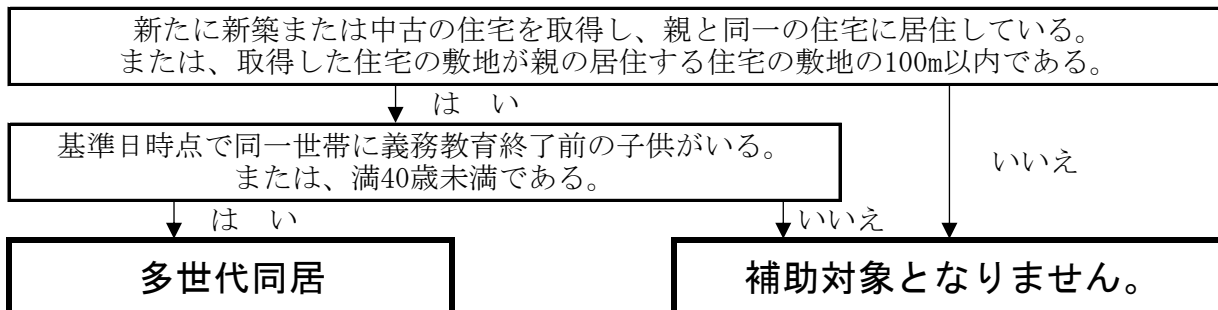 新たに新築または中古の住宅を取得し、親と同一の住宅に居住している。
または、取得した住宅の敷地が親の居住する住宅の敷地の100m以内である。
は　い
基準日時点で同一世帯に義務教育終了前の子供がいる。
または、満40歳未満である。
いいえ
は　い
いいえ
多世代同居
補助対象となりません。